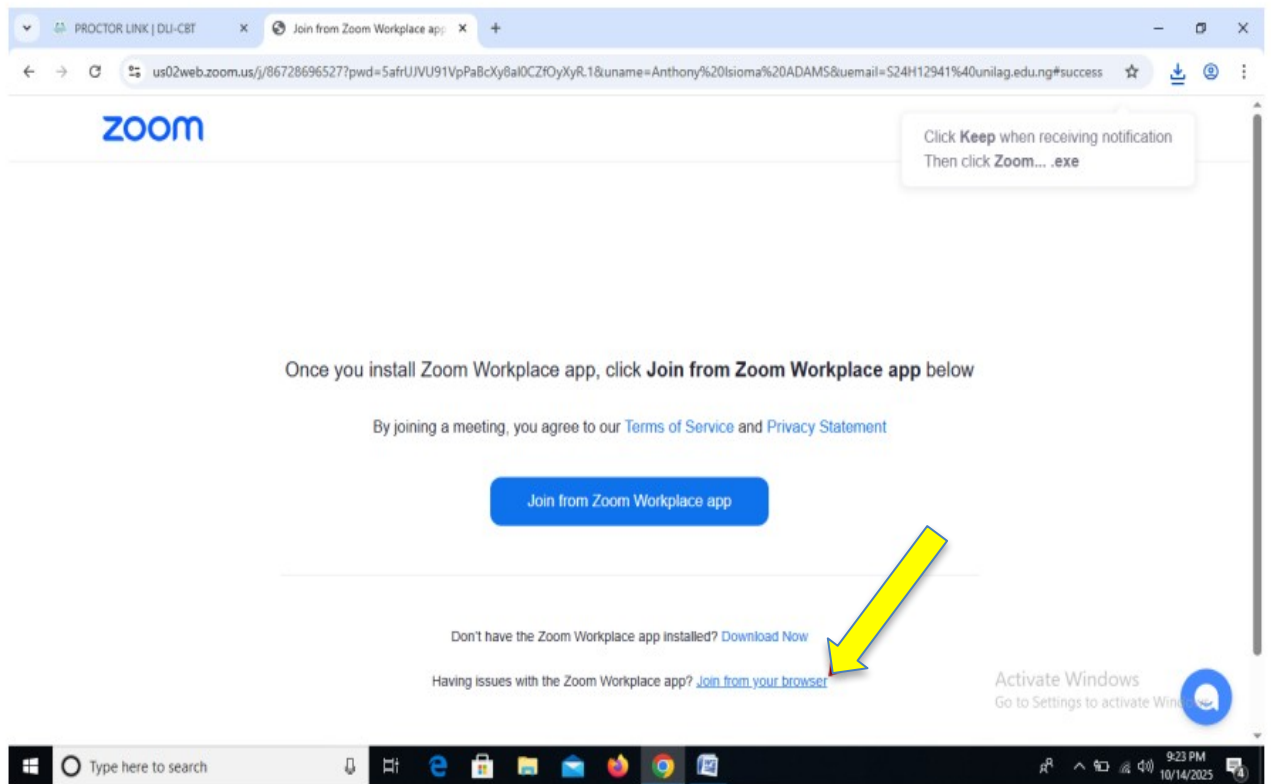 PROCTOR LINK | DLI-CBT
Join from Zoom Workplace app
us02web.zoom.us/j/86728696527?pwd=5afrUJVU91VpPaBcXy8al0CZfOyXyR.1&uname=Anthony%20Isioma%20ADAMS&uemail=S24H12941%40unilag.edu.ng#success
zoom
Click Keep when receiving notification
Then click Zoom... .exe
Once you install Zoom Workplace app, click Join from Zoom Workplace app below
By joining a meeting, you agree to our Terms of Service and Privacy Statement
Join from Zoom Workplace app
Don't have the Zoom Workplace app installed? Download Now
Having issues with the Zoom Workplace app? Join from your browser
Activate Windows
Go to Settings to activate Windows.
Type here to search
9:23 PM
10/14/2025